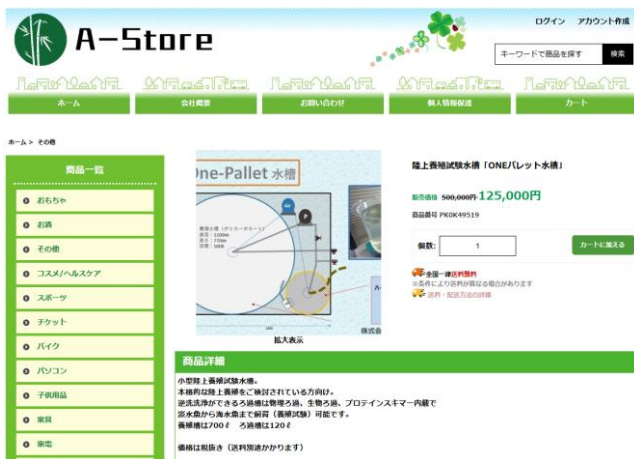 A-Store
ログイン アカウント作成
キーワードで商品を探す 検索
ホーム 会社概要 お問い合わせ 個人情報保護 カート
ホーム > その他
商品一覧
おもちゃ
お酒
その他
コスメ/ヘルスケア
スポーツ
チケット
バイク
パソコン
子供用品
家具
家電
One-Pallet 水槽
Air
P
株式会
拡大表示
陸上養殖試験水槽「ONEパレット水槽」
販売価格 500,000円 125,000円
商品番号 PK0K49519
個数: 1 カートに加える
全国一律送料無料
※条件により送料が異なる場合があります
送料・配送方法の詳細
商品詳細
小型陸上養殖試験水槽。
本格的な陸上養殖をご検討されている方向け。
逆洗洗浄ができるろ過槽は物理ろ過、生物ろ過、プロテインスキマー内蔵で
淡水魚から海水魚まで飼育（養殖試験）可能です。
養殖槽は700ℓ ろ過槽は120ℓ
価格は税抜き（送料別途かかります）